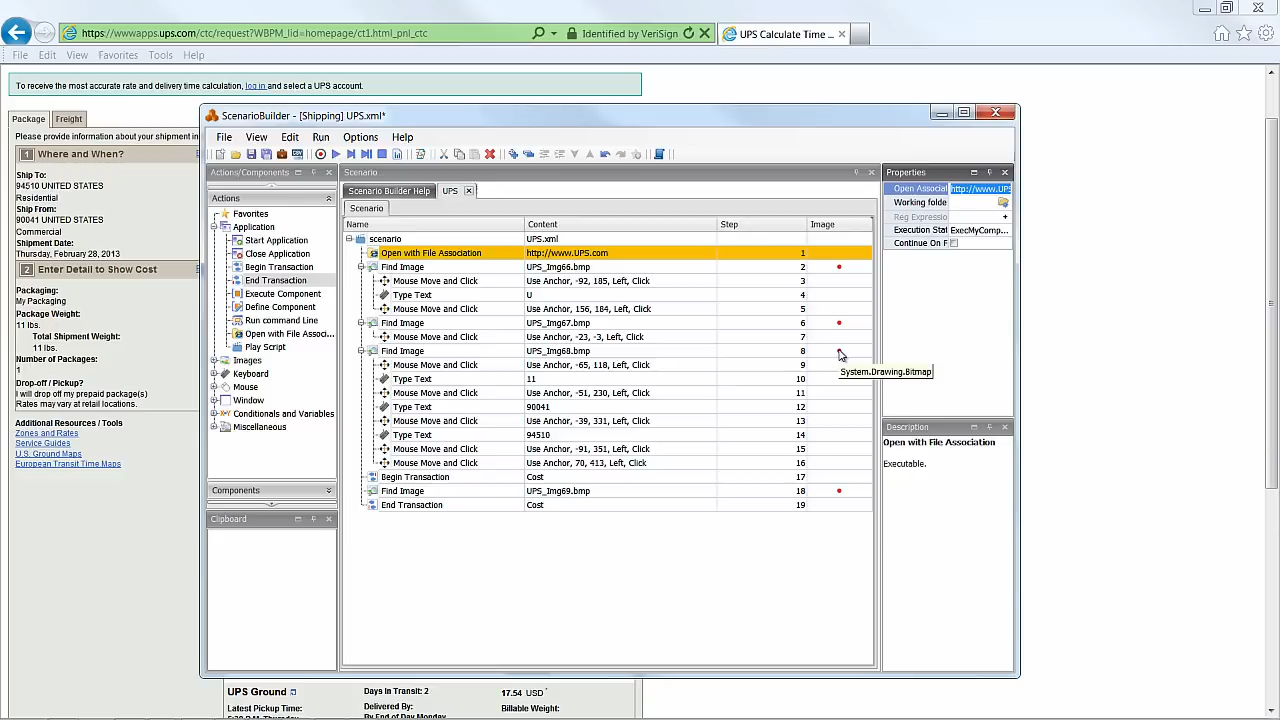 https://wwwapps.ups.com/ctc/request?WBPM_lid=homepage/ct1.html_pnl_ctc
Identified by VeriSign
UPS Calculate Time ...
File Edit View Favorites Tools Help
To receive the most accurate rate and delivery time calculation, log in and select a UPS account.
Package Freight
Please provide information about your shipment in
1 Where and When?
Ship To:
94510 UNITED STATES
Residential
Ship From:
90041 UNITED STATES
Commercial
Shipment Date:
Thursday, February 28, 2013
2 Enter Detail to Show Cost
Packaging:
My Packaging
Package Weight:
11 lbs.
Total Shipment Weight:
11 lbs.
Number of Packages:
1
Drop-off / Pickup?
I will drop off my prepaid package(s)
Rates may vary at retail locations.
Additional Resources / Tools
Zones and Rates
Service Guides
U.S. Ground Maps
European Transit Time Maps
ScenarioBuilder - [Shipping] UPS.xml*
File View Edit Run Options Help
Actions/Components
Actions
Favorites
Application
Start Application
Close Application
Begin Transaction
End Transaction
Execute Component
Define Component
Run command Line
Open with File Associ...
Play Script
Images
Keyboard
Mouse
Window
Conditionals and Variables
Miscellaneous
Components
Clipboard
Scenario
Scenario Builder Help UPS
Scenario
Name Content Step Image
scenario UPS.xml
Open with File Association http://www.UPS.com 1
Find Image UPS_Img66.bmp 2
Mouse Move and Click Use Anchor, -92, 185, Left, Click 3
Type Text U 4
Mouse Move and Click Use Anchor, 156, 184, Left, Click 5
Find Image UPS_Img67.bmp 6
Mouse Move and Click Use Anchor, -23, -3, Left, Click 7
Find Image UPS_Img68.bmp 8
Mouse Move and Click Use Anchor, -65, 118, Left, Click 9
Type Text 11 10
Mouse Move and Click Use Anchor, -51, 230, Left, Click 11
Type Text 90041 12
Mouse Move and Click Use Anchor, -39, 331, Left, Click 13
Type Text 94510 14
Mouse Move and Click Use Anchor, -91, 351, Left, Click 15
Mouse Move and Click Use Anchor, 70, 413, Left, Click 16
Begin Transaction Cost 17
Find Image UPS_Img69.bmp 18
End Transaction Cost 19
System.Drawing.Bitmap
Properties
Open Associat http://www.UPS
Working folde
Reg Expressio
Execution Stat ExecMyComp...
Continue On F
Description
Open with File Association
Executable.
UPS Ground
Latest Pickup Time:
Days In Transit: 2
Delivered By:
By End of Day Monday
17.54 USD*
Billable Weight: